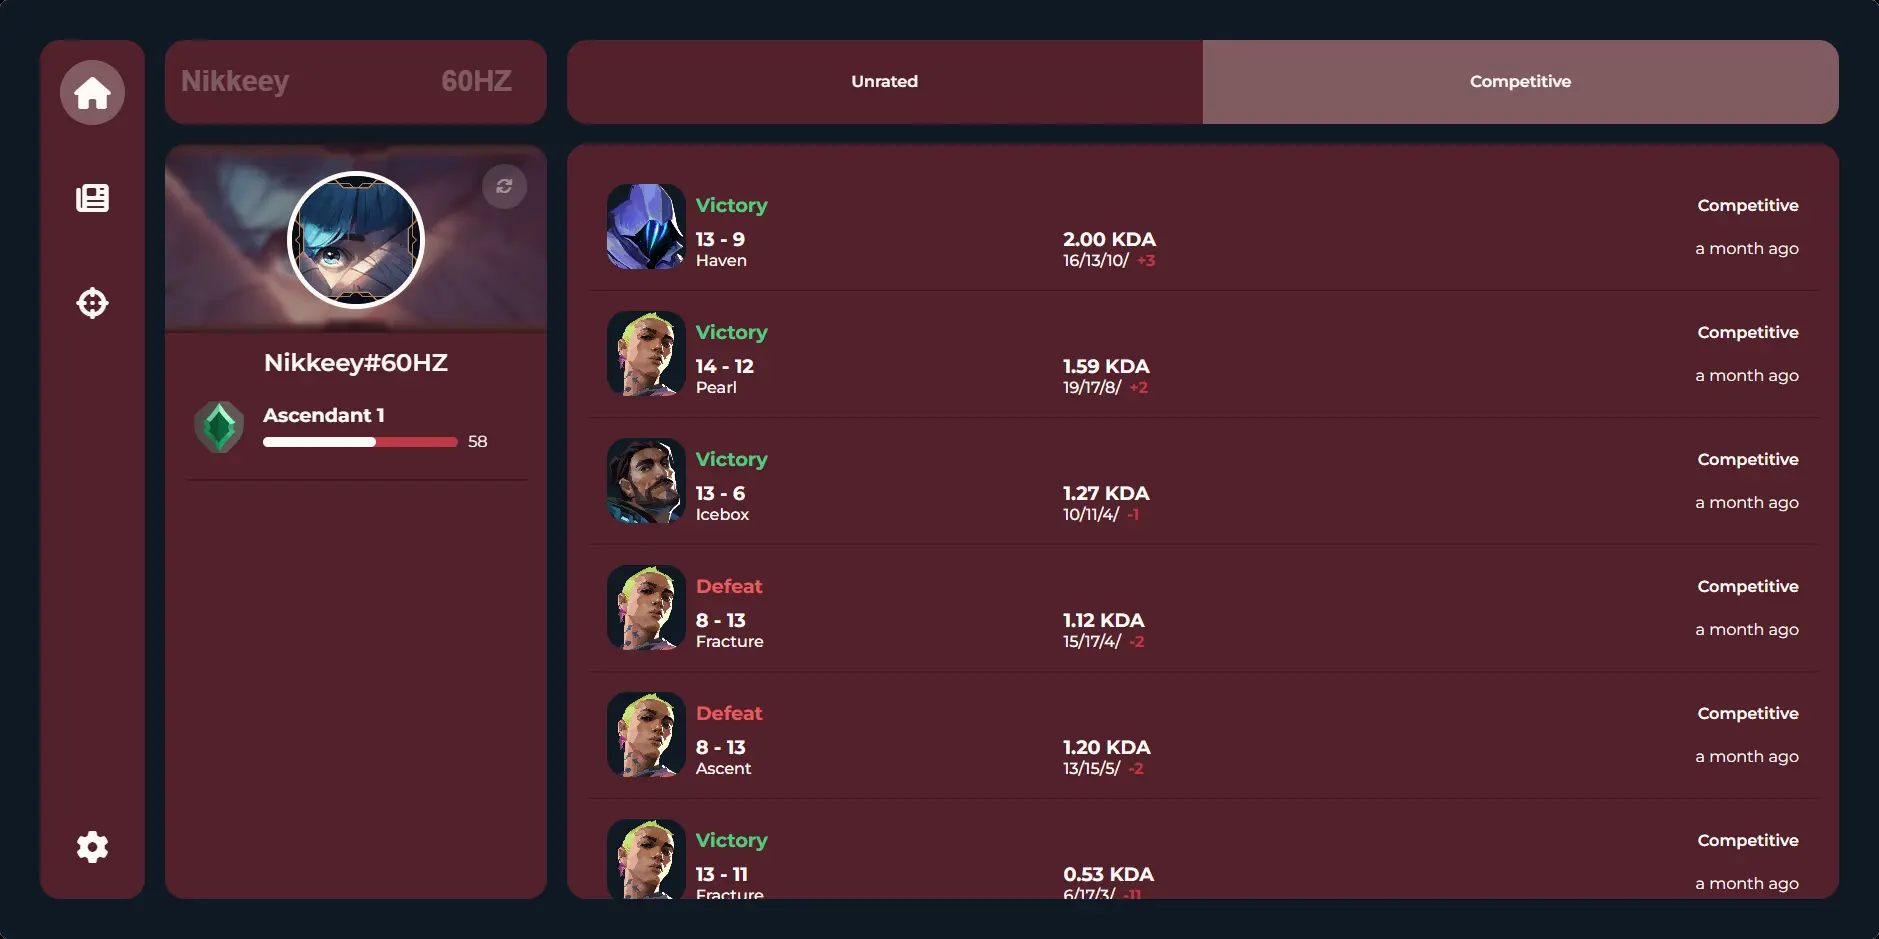 Nikkeey 60HZ
Unrated Competitive
Nikkeey#60HZ
Ascendant 1
58
Victory
13 - 9
Haven
2.00 KDA
16/13/10/ +3
Competitive
a month ago
Victory
14 - 12
Pearl
1.59 KDA
19/17/8/ +2
Competitive
a month ago
Victory
13 - 6
Icebox
1.27 KDA
10/11/4/ -1
Competitive
a month ago
Defeat
8 - 13
Fracture
1.12 KDA
15/17/4/ -2
Competitive
a month ago
Defeat
8 - 13
Ascent
1.20 KDA
13/15/5/ -2
Competitive
a month ago
Victory
13 - 11
Fracture
0.53 KDA
6/17/3/ -11
Competitive
a month ago